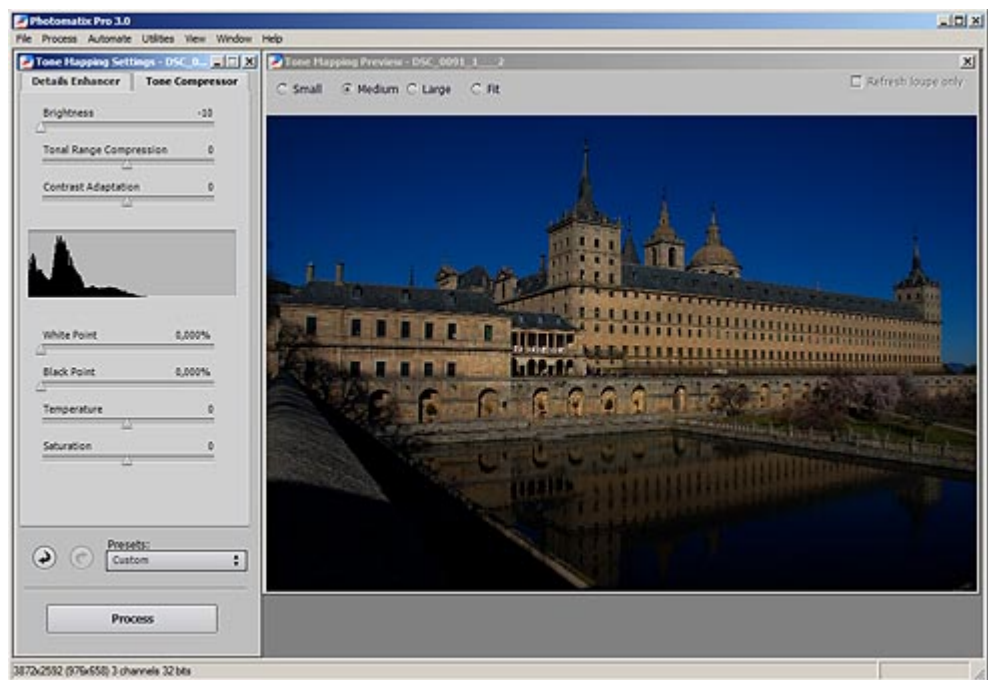 Photomatix Pro 3.0
File Process Automate Utilities View Window Help
Tone Mapping Settings - DSC_0...
Details Enhancer Tone Compressor
Brightness -10
Tonal Range Compression 0
Contrast Adaptation 0
White Point 0,000%
Black Point 0,000%
Temperature 0
Saturation 0
Presets:
Custom
Process
Tone Mapping Preview - DSC_0091_1___2
Small Medium Large Fit
Refresh loupe only
3872x2592 (976x658) 3 channels 32 bits